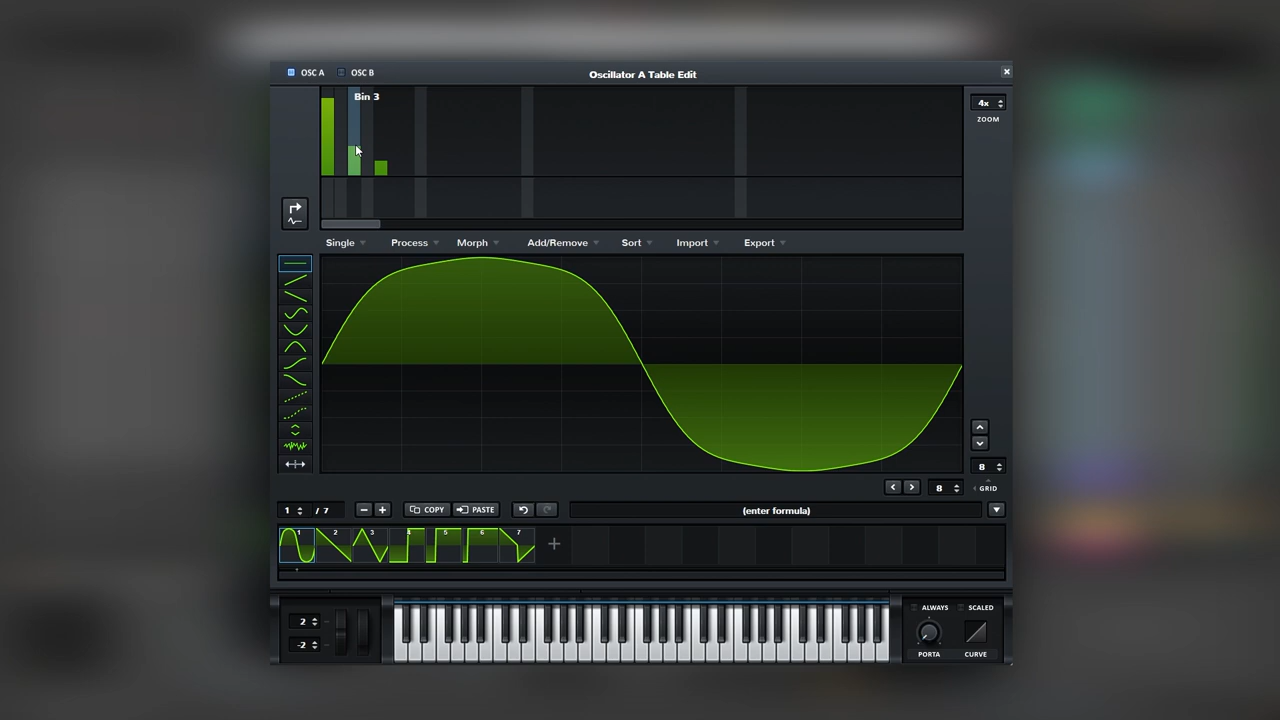 OSC A OSC B Oscillator A Table Edit
Bin 3
4x
ZOOM
Single Process Morph Add/Remove Sort Import Export
8
8 GRID
1 / 7 COPY PASTE (enter formula)
1 2 3 4 5 6 7
2
-2
ALWAYS SCALED
PORTA CURVE